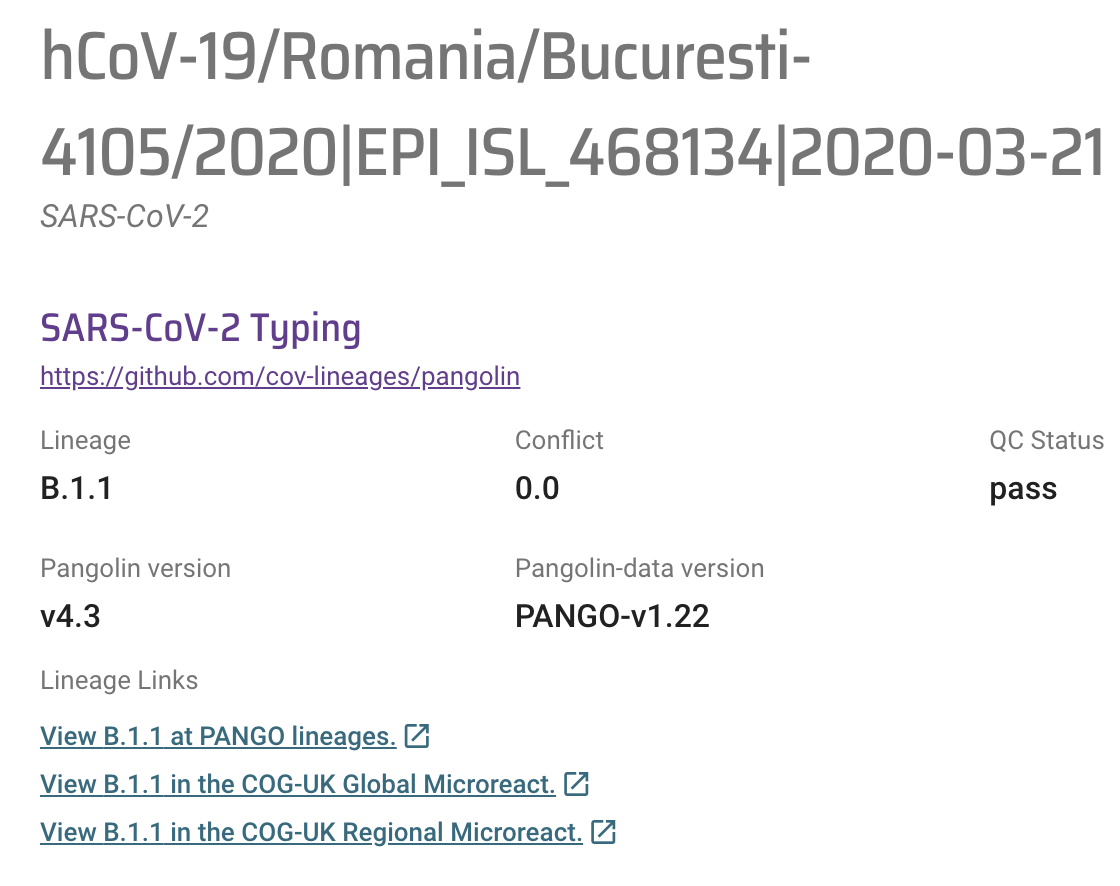 hCoV-19/Romania/Bucuresti-
4105/2020|EPI_ISL_468134|2020-03-21
SARS-CoV-2
SARS-CoV-2 Typing
https://github.com/cov-lineages/pangolin
Lineage Conflict QC Status
B.1.1 0.0 pass
Pangolin version Pangolin-data version
v4.3 PANGO-v1.22
Lineage Links
View B.1.1 at PANGO lineages.
View B.1.1 in the COG-UK Global Microreact.
View B.1.1 in the COG-UK Regional Microreact.